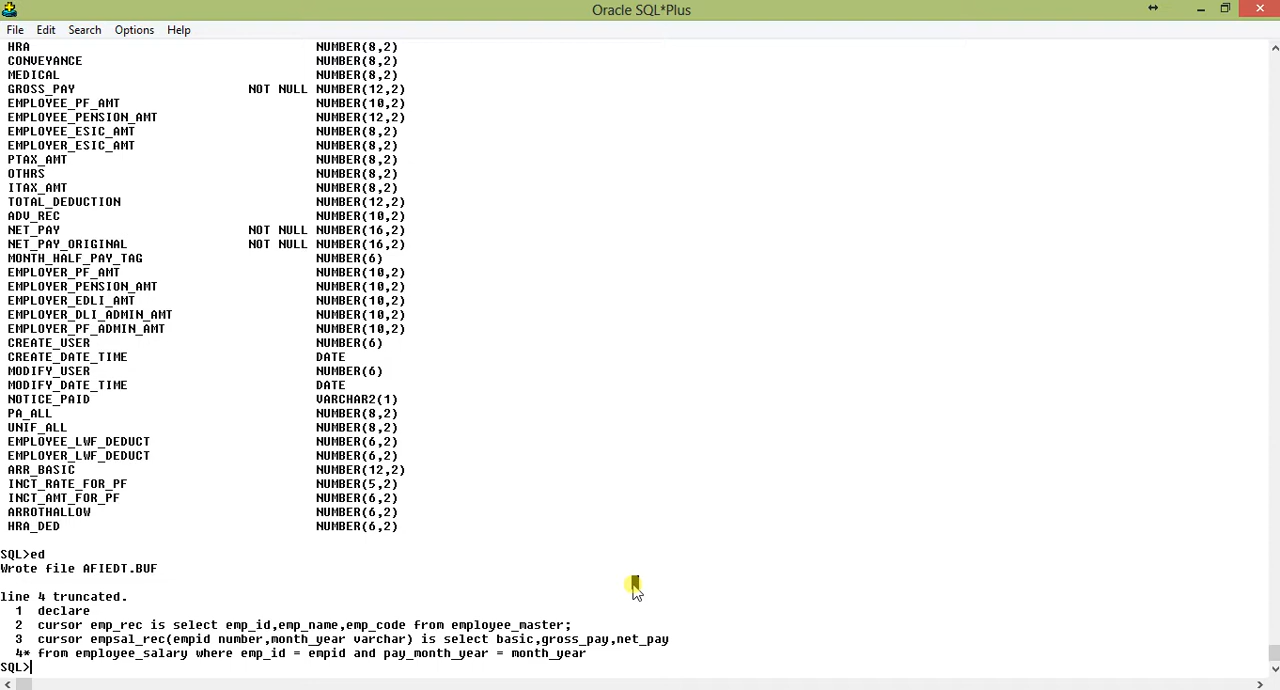 Oracle SQL*Plus
File Edit Search Options Help
HRA NUMBER(8,2)
CONVEYANCE NUMBER(8,2)
MEDICAL NUMBER(8,2)
GROSS_PAY NOT NULL NUMBER(12,2)
EMPLOYEE_PF_AMT NUMBER(10,2)
EMPLOYEE_PENSION_AMT NUMBER(12,2)
EMPLOYEE_ESIC_AMT NUMBER(8,2)
EMPLOYER_ESIC_AMT NUMBER(8,2)
PTAX_AMT NUMBER(8,2)
OTHRS NUMBER(8,2)
ITAX_AMT NUMBER(8,2)
TOTAL_DEDUCTION NUMBER(12,2)
ADV_REC NUMBER(10,2)
NET_PAY NOT NULL NUMBER(16,2)
NET_PAY_ORIGINAL NOT NULL NUMBER(16,2)
MONTH_HALF_PAY_TAG NUMBER(6)
EMPLOYER_PF_AMT NUMBER(10,2)
EMPLOYER_PENSION_AMT NUMBER(10,2)
EMPLOYER_EDLI_AMT NUMBER(10,2)
EMPLOYER_DLI_ADMIN_AMT NUMBER(10,2)
EMPLOYER_PF_ADMIN_AMT NUMBER(10,2)
CREATE_USER NUMBER(6)
CREATE_DATE_TIME DATE
MODIFY_USER NUMBER(6)
MODIFY_DATE_TIME DATE
NOTICE_PAID VARCHAR2(1)
PA_ALL NUMBER(8,2)
UNIF_ALL NUMBER(8,2)
EMPLOYEE_LWF_DEDUCT NUMBER(6,2)
EMPLOYER_LWF_DEDUCT NUMBER(6,2)
ARR_BASIC NUMBER(12,2)
INCT_RATE_FOR_PF NUMBER(5,2)
INCT_AMT_FOR_PF NUMBER(6,2)
ARROTHALLOW NUMBER(6,2)
HRA_DED NUMBER(6,2)
SQL>ed
Wrote file AFIEDT.BUF
line 4 truncated.
1 declare
2 cursor emp_rec is select emp_id,emp_name,emp_code from employee_master;
3 cursor empsal_rec(empid number,month_year varchar) is select basic,gross_pay,net_pay
4* from employee_salary where emp_id = empid and pay_month_year = month_year
SQL>